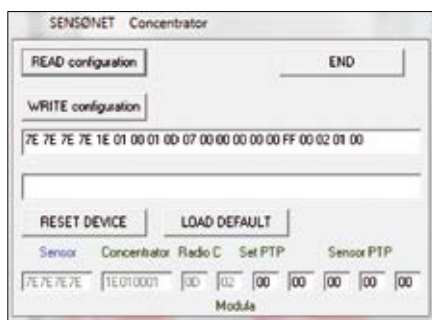 SENSØNET Concentrator
READ configuration END
WRITE configuration
7E 7E 7E 7E 1E 01 00 01 0D 07 00 00 00 00 00 FF 00 02 01 00
RESET DEVICE LOAD DEFAULT
Sensor Concentrator Radio C Set PTP Sensor PTP
7E7E7E7E 1E010001 0D 02 00 00 00 00 00
Modula